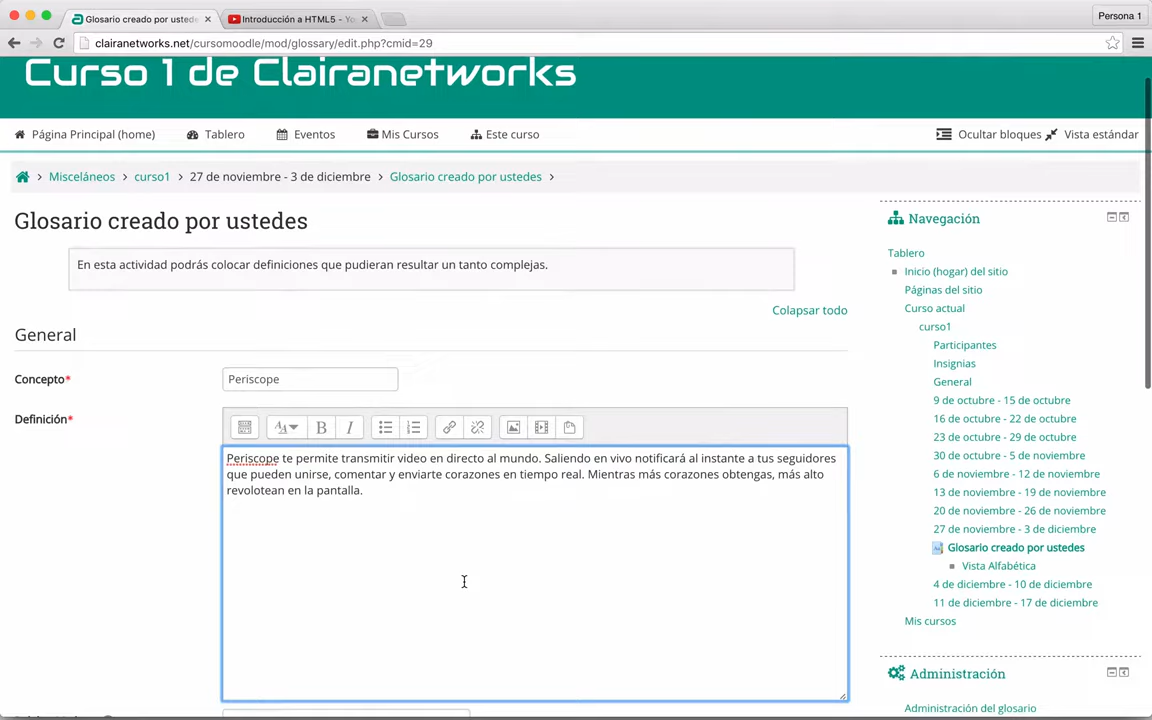 Glosario creado por ustede
Introducción a HTML5 - Yo
Persona 1
clairanetworks.net/cursomoodle/mod/glossary/edit.php?cmid=29
Curso 1 de Clairanetworks
Página Principal (home)
Tablero
Eventos
Mis Cursos
Este curso
Ocultar bloques
Vista estándar
Misceláneos
curso1
27 de noviembre - 3 de diciembre
Glosario creado por ustedes
Glosario creado por ustedes
En esta actividad podrás colocar definiciones que pudieran resultar un tanto complejas.
Colapsar todo
General
Concepto*
Periscope
Definición*
Periscope te permite transmitir video en directo al mundo. Saliendo en vivo notificará al instante a tus seguidores
que pueden unirse, comentar y enviarte corazones en tiempo real. Mientras más corazones obtengas, más alto
revolotean en la pantalla.
Navegación
Tablero
Inicio (hogar) del sitio
Páginas del sitio
Curso actual
curso1
Participantes
Insignias
General
9 de octubre - 15 de octubre
16 de octubre - 22 de octubre
23 de octubre - 29 de octubre
30 de octubre - 5 de noviembre
6 de noviembre - 12 de noviembre
13 de noviembre - 19 de noviembre
20 de noviembre - 26 de noviembre
27 de noviembre - 3 de diciembre
Glosario creado por ustedes
Vista Alfabética
4 de diciembre - 10 de diciembre
11 de diciembre - 17 de diciembre
Mis cursos
Administración
Administración del glosario